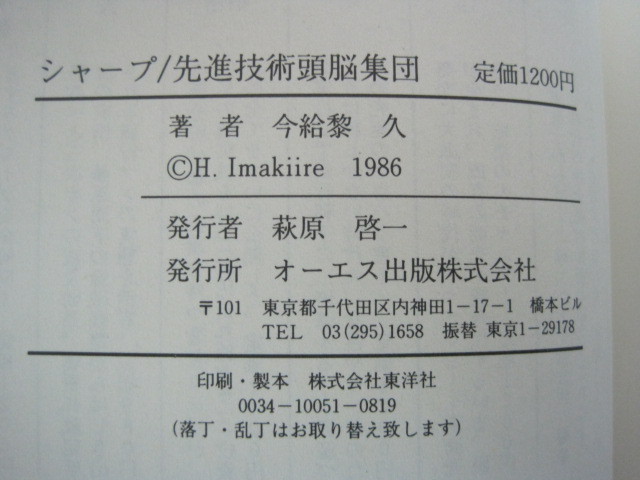 シャープ/先進技術頭脳集団 定価1200円
著者 今給黎 久
©H. Imakiire 1986
発行者 萩原 啓一
発行所 オーエス出版株式会社
〒101 東京都千代田区内神田1-17-1 橋本ビル
TEL 03(295)1658 振替 東京1-29178
印刷・製本 株式会社東洋社
0034-10051-0819
(落丁・乱丁はお取り替え致します)